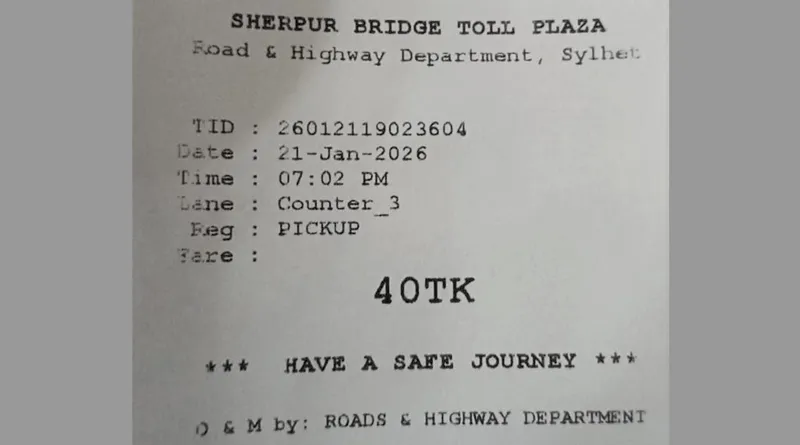 SHERPUR BRIDGE TOLL PLAZA
Road & Highway Department, Sylhet
TID : 26012119023604
Date : 21-Jan-2026
Time : 07:02 PM
Lane : Counter_3
Reg : PICKUP
Fare :
40TK
*** HAVE A SAFE JOURNEY ***
O & M by: ROADS & HIGHWAY DEPARTMENT